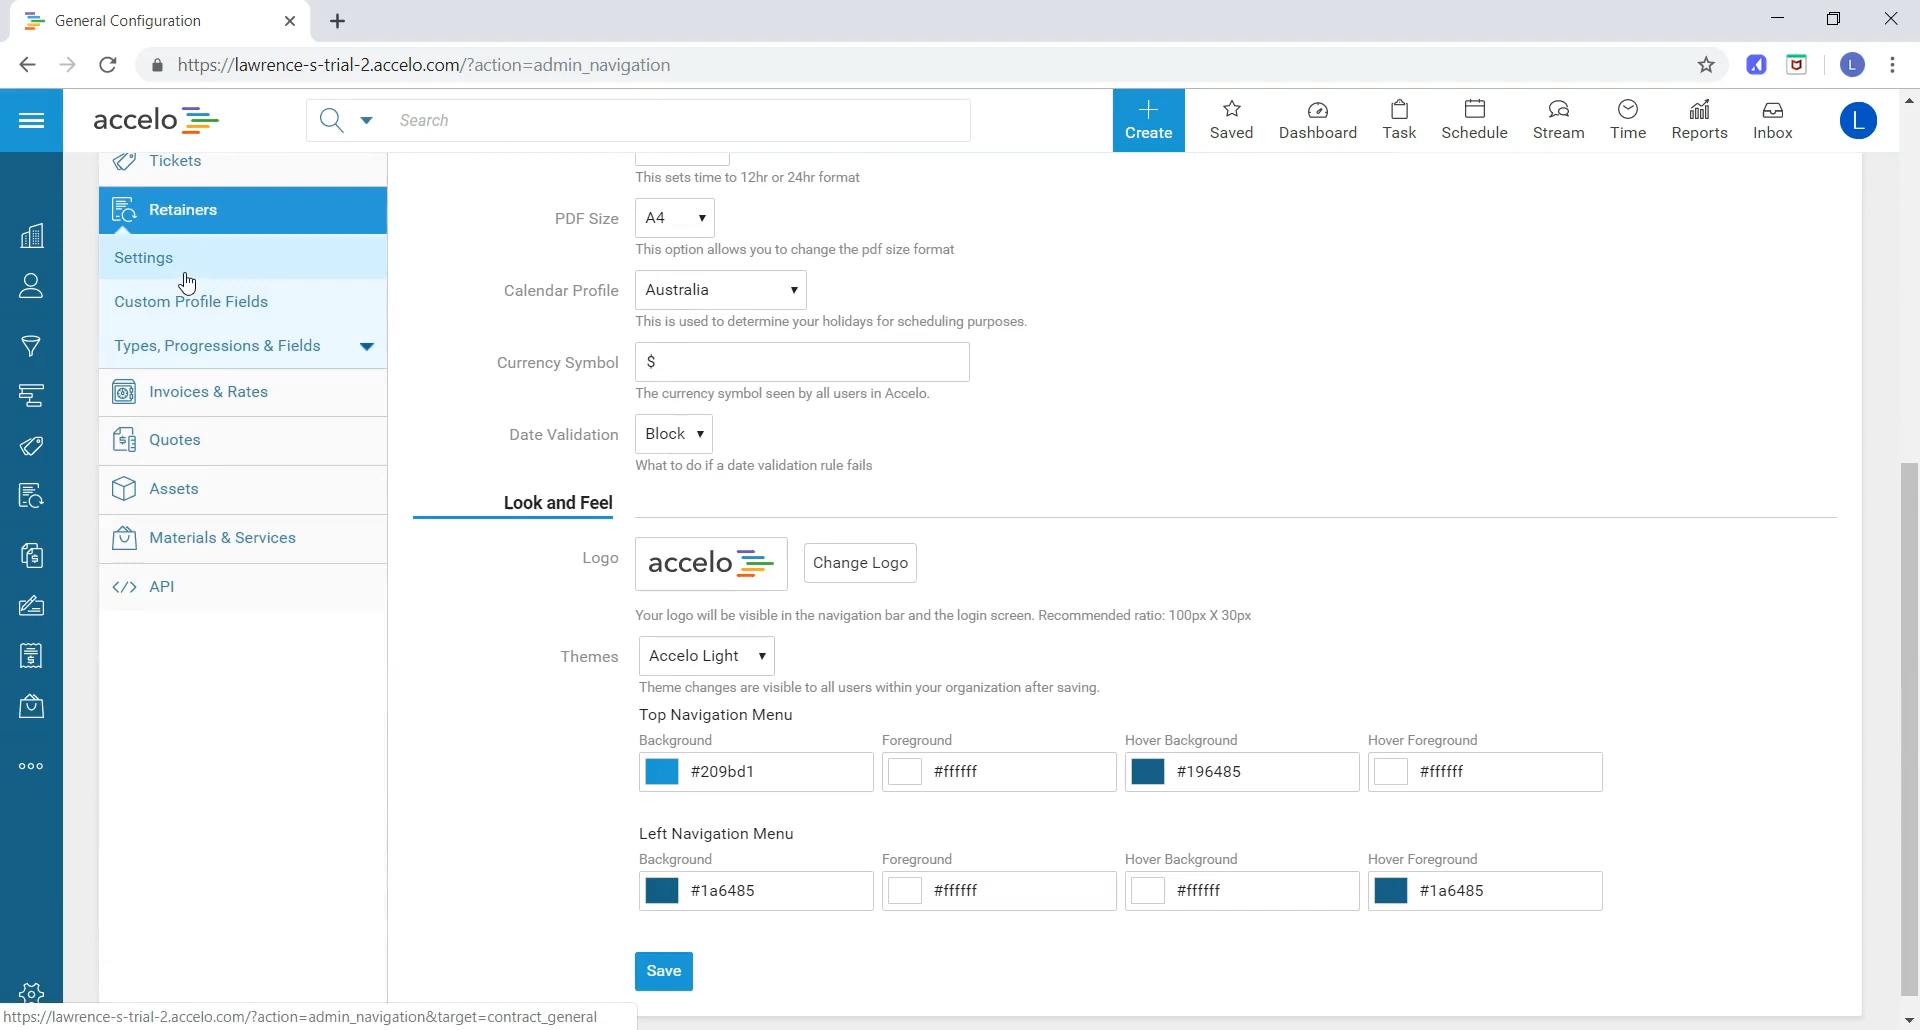 General Configuration
https://lawrence-s-trial-2.accelo.com/?action=admin_navigation
L
accelo
Search
Create
Saved
Dashboard
Task
Schedule
Stream
Time
Reports
Inbox
L
Tickets
Retainers
Settings
Custom Profile Fields
Types, Progressions & Fields
Invoices & Rates
Quotes
Assets
Materials & Services
</> API
This sets time to 12hr or 24hr format
PDF Size A4
This option allows you to change the pdf size format
Calendar Profile Australia
This is used to determine your holidays for scheduling purposes.
Currency Symbol $
The currency symbol seen by all users in Accelo.
Date Validation Block
What to do if a date validation rule fails
Look and Feel
Logo accelo Change Logo
Your logo will be visible in the navigation bar and the login screen. Recommended ratio: 100px X 30px
Themes Accelo Light
Theme changes are visible to all users within your organization after saving.
Top Navigation Menu
Background Foreground Hover Background Hover Foreground
#209bd1 #ffffff #196485 #ffffff
Left Navigation Menu
Background Foreground Hover Background Hover Foreground
#1a6485 #ffffff #ffffff #1a6485
Save
https://lawrence-s-trial-2.accelo.com/?action=admin_navigation&target=contract_general